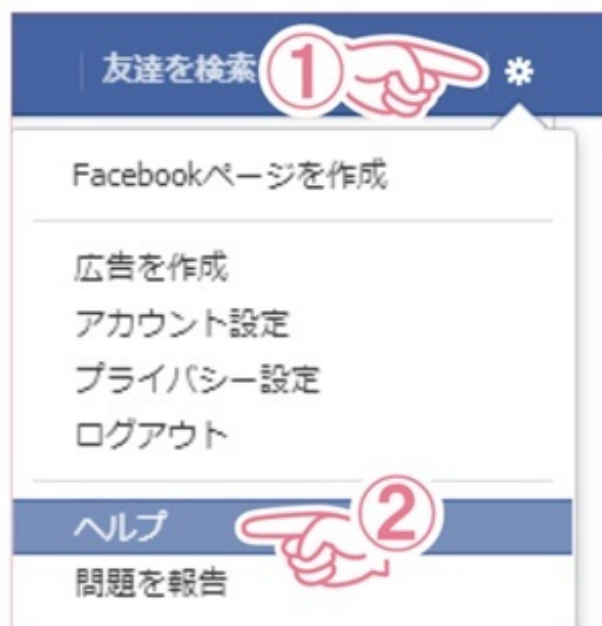 友達を検索 ①
Facebookページを作成
広告を作成
アカウント設定
プライバシー設定
ログアウト
ヘルプ ②
問題を報告